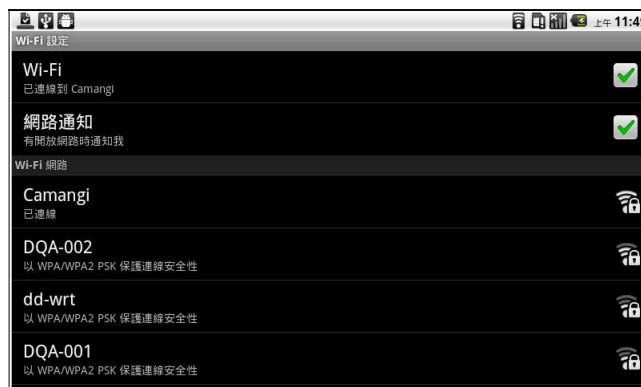 上午 11:49
Wi-Fi 設定
Wi-Fi
已連線到 Camangi
網路通知
有開放網路時通知我
Wi-Fi 網路
Camangi
已連線
DQA-002
以 WPA/WPA2 PSK 保護連線安全性
dd-wrt
以 WPA/WPA2 PSK 保護連線安全性
DQA-001
以 WPA/WPA2 PSK 保護連線安全性